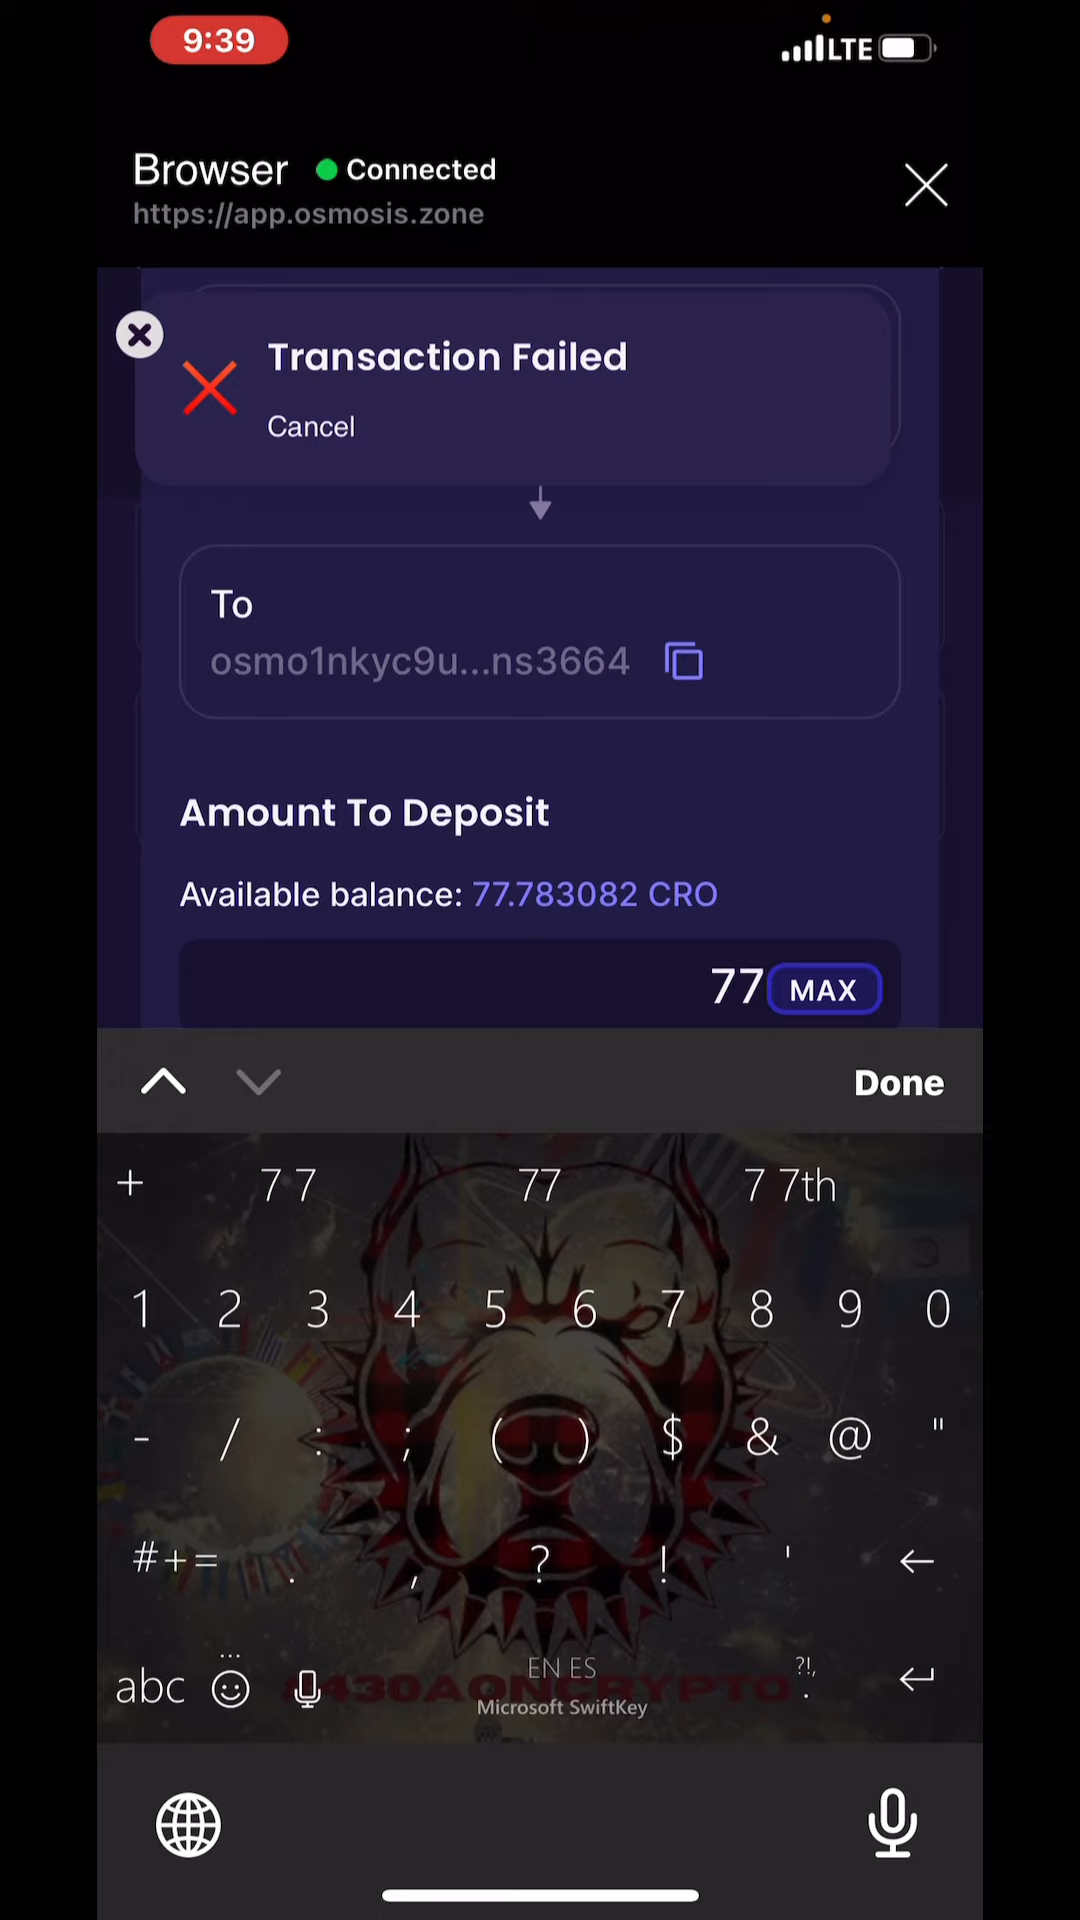 9:39
LTE
Browser Connected
https://app.osmosis.zone
Transaction Failed
Cancel
To
osmo1nkyc9u...ns3664
Amount To Deposit
Available balance: 77.783082 CRO
77 MAX
Done
+ 7 7 77 7 7th
1 2 3 4 5 6 7 8 9 0
- / : ; ( ) $ & @ "
#+= . , ? ! '
abc EN ES ?!,.
#430AONCRYPTO
Microsoft SwiftKey